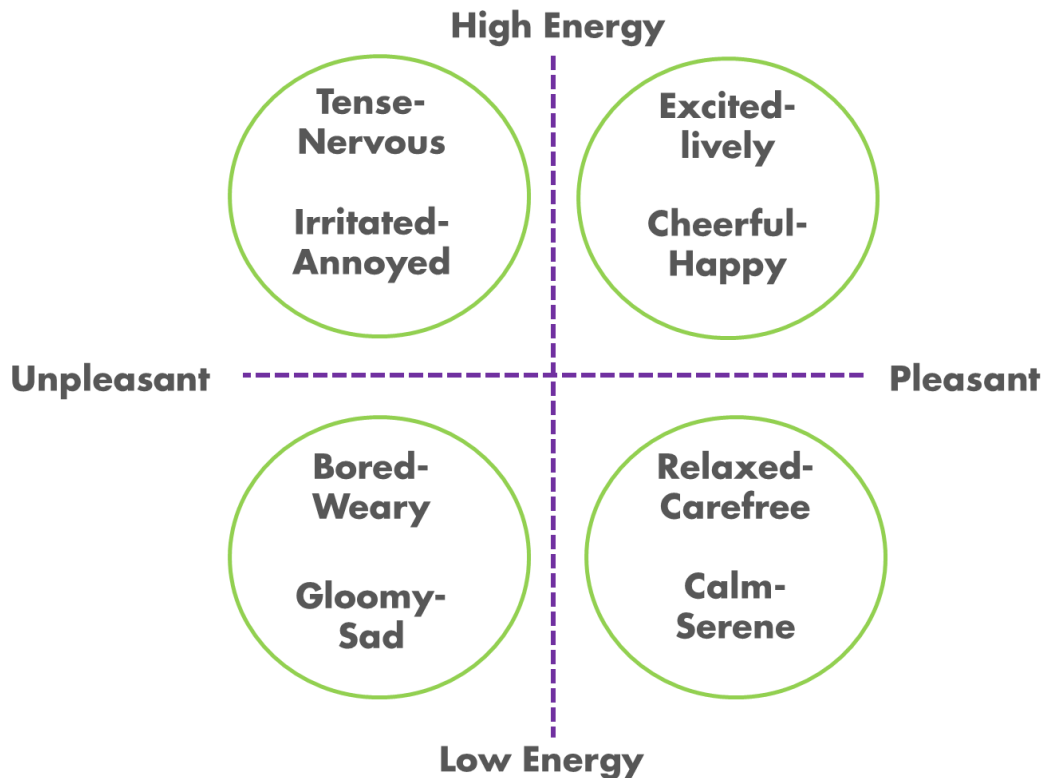 High Energy
Tense-
Nervous
Irritated-
Annoyed
Excited-
lively
Cheerful-
Happy
Unpleasant
Pleasant
Bored-
Weary
Gloomy-
Sad
Relaxed-
Carefree
Calm-
Serene
Low Energy